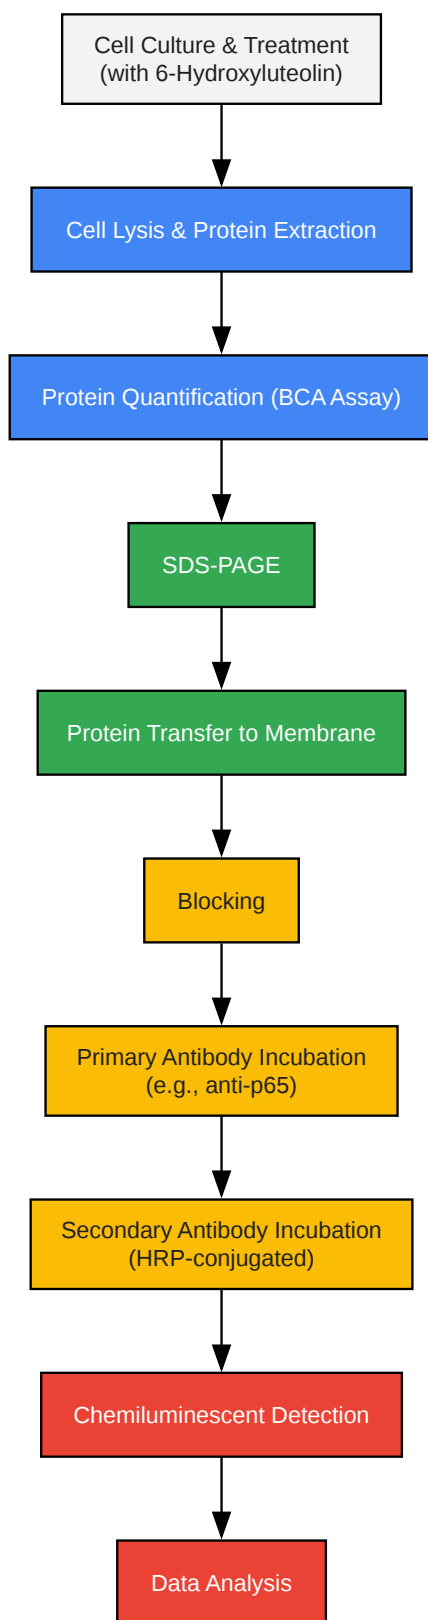 Cell Culture & Treatment
(with 6-Hydroxyluteolin)
Cell Lysis & Protein Extraction
Protein Quantification (BCA Assay)
SDS-PAGE
Protein Transfer to Membrane
Blocking
Primary Antibody Incubation
(e.g., anti-p65)
Secondary Antibody Incubation
(HRP-conjugated)
Chemiluminescent Detection
Data Analysis